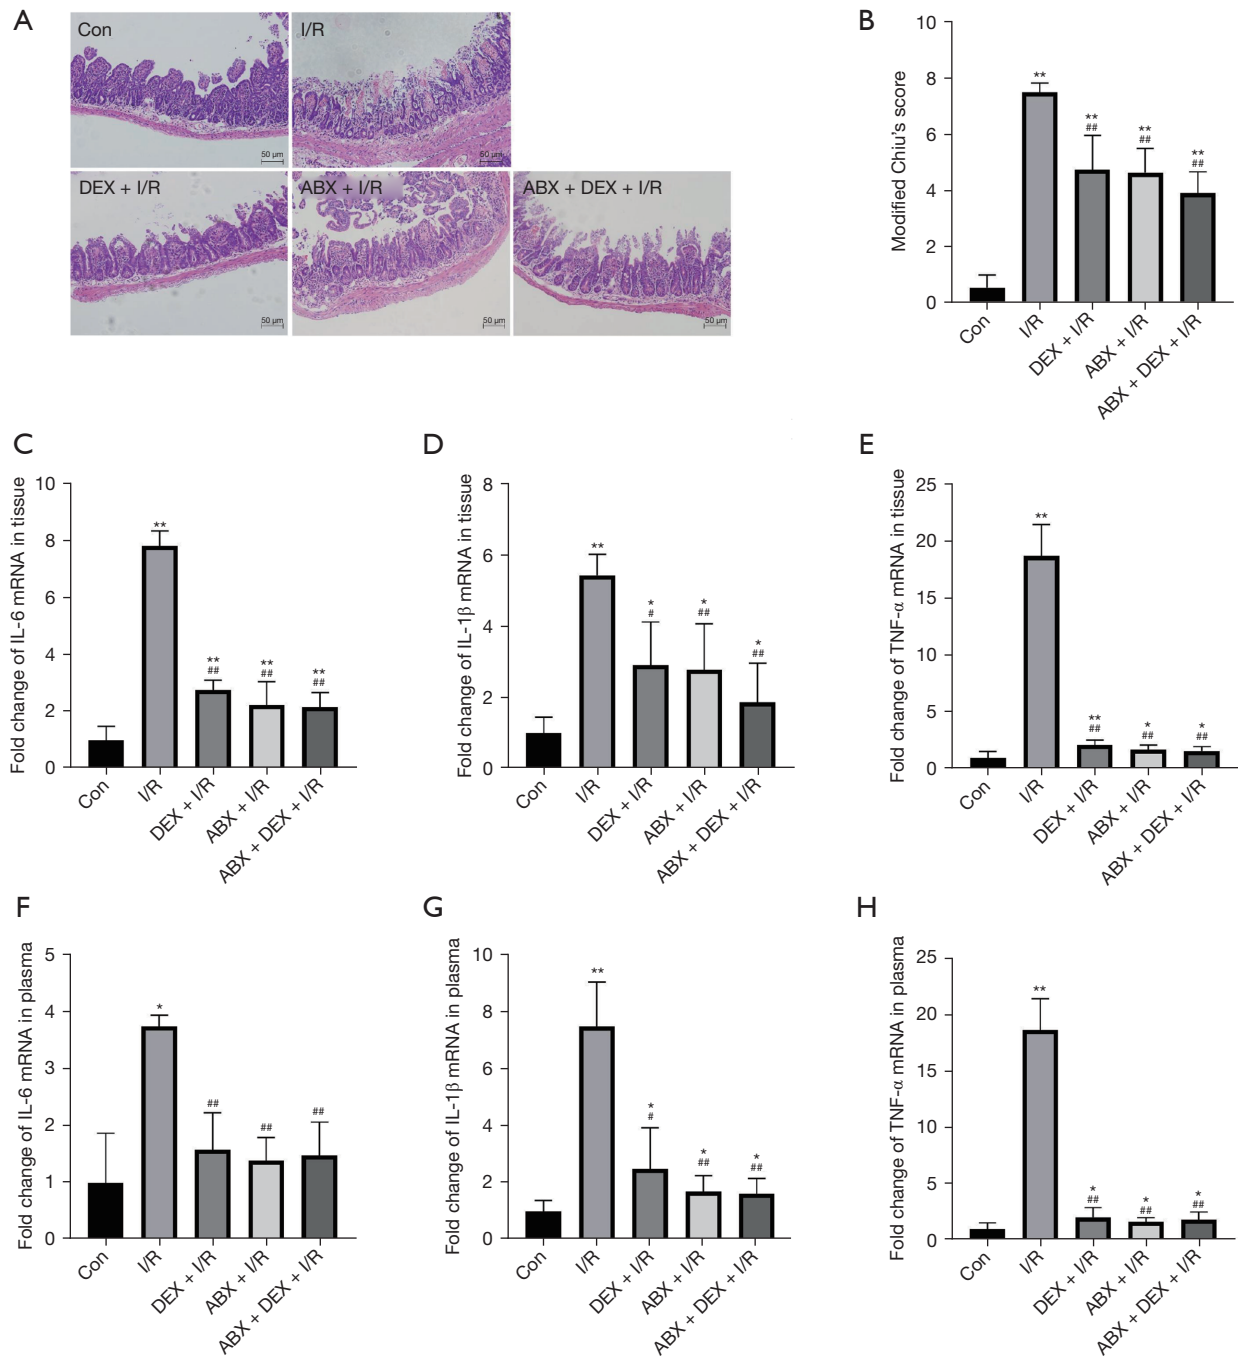 A
Con
I/R
50 µm
50 µm
DEX + I/R
ABX + I/R
ABX + DEX + I/R
50 µm
50 µm
50 µm
B
Modified Chiu's score
10
8
6
4
2
0
**
**
##
**
##
**
##
Con
I/R
DEX + I/R
ABX + I/R
ABX + DEX + I/R
C
Fold change of IL-6 mRNA in tissue
10
8
6
4
2
0
**
**
##
**
##
**
##
Con
I/R
DEX + I/R
ABX + I/R
ABX + DEX + I/R
D
Fold change of IL-1β mRNA in tissue
8
6
4
2
0
**
*
#
*
##
*
##
Con
I/R
DEX + I/R
ABX + I/R
ABX + DEX + I/R
E
Fold change of TNF-α mRNA in tissue
25
20
15
10
5
0
**
**
##
*
##
*
##
Con
I/R
DEX + I/R
ABX + I/R
ABX + DEX + I/R
F
Fold change of IL-6 mRNA in plasma
5
4
3
2
1
0
*
##
##
##
Con
I/R
DEX + I/R
ABX + I/R
ABX + DEX + I/R
G
Fold change of IL-1β mRNA in plasma
10
8
6
4
2
0
**
*
#
*
##
*
##
Con
I/R
DEX + I/R
ABX + I/R
ABX + DEX + I/R
H
Fold change of TNF-α mRNA in plasma
25
20
15
10
5
0
**
*
##
*
##
*
##
Con
I/R
DEX + I/R
ABX + I/R
ABX + DEX + I/R